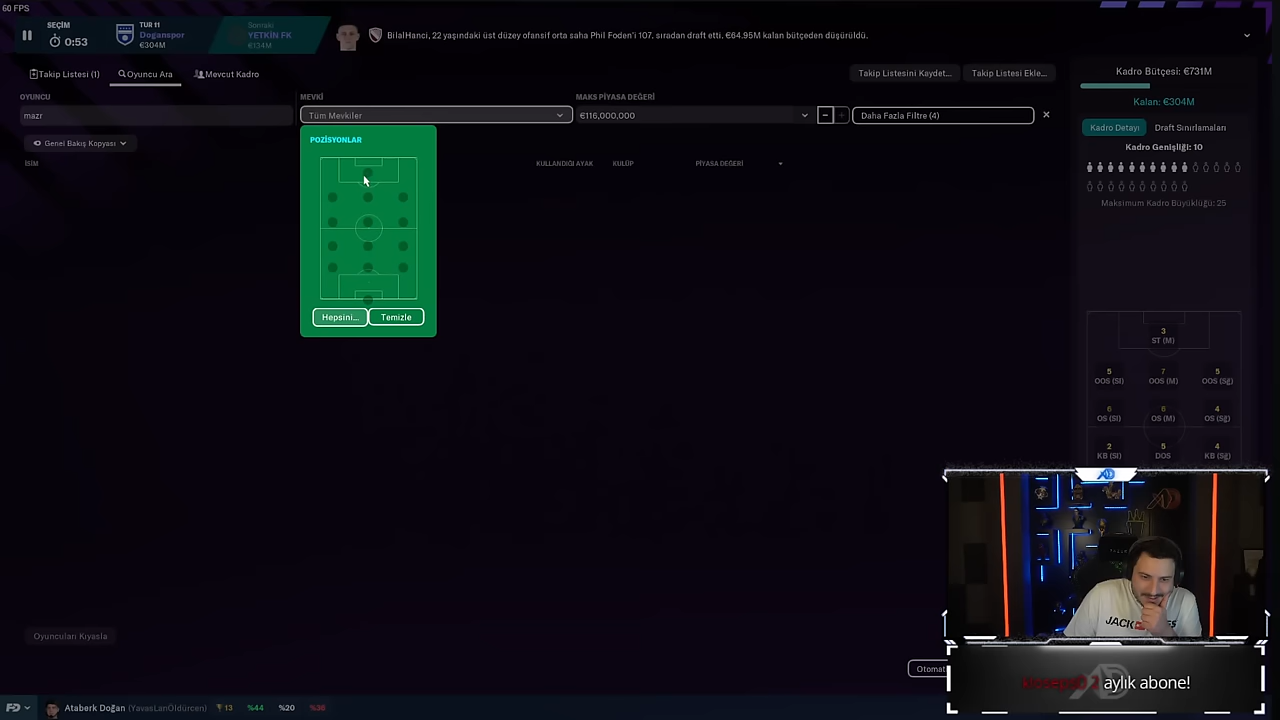 60 FPS
SEÇİM
0:53
TUR 11
Doganspor
€304M
Sonraki
YETKİN FK
€134M
BilalHanci, 22 yaşındaki üst düzey ofansif orta saha Phil Foden'i 107. sıradan draft etti. €64.95M kalan bütçeden düşürüldü.
Takip Listesi (1)
Oyuncu Ara
Mevcut Kadro
Takip Listesini Kaydet...
Takip Listesi Ekle...
OYUNCU
mazr
MEVKİ
Tüm Mevkiler
MAKS PİYASA DEĞERİ
€116,000,000
Daha Fazla Filtre (4)
Genel Bakış Kopyası
İSİM
KULLANDIĞI AYAK
KULÜP
PİYASA DEĞERİ
POZİSYONLAR
Hepsini...
Temizle
Kadro Bütçesi: €731M
Kalan: €304M
Kadro Detayı
Draft Sınırlamaları
Kadro Genişliği: 10
Maksimum Kadro Büyüklüğü: 25
3
ST (M)
5
OOS (Sl)
7
OOS (M)
5
OOS (Sğ)
6
OS (Sl)
6
OS (M)
4
OS (Sğ)
2
KB (Sl)
5
DOS
4
KB (Sğ)
Oyuncuları Kıyasla
Otomat
JACK
ES
aylık abone!
Ataberk Doğan (YavasLanÖldürcen)
13
%44
%20
%36